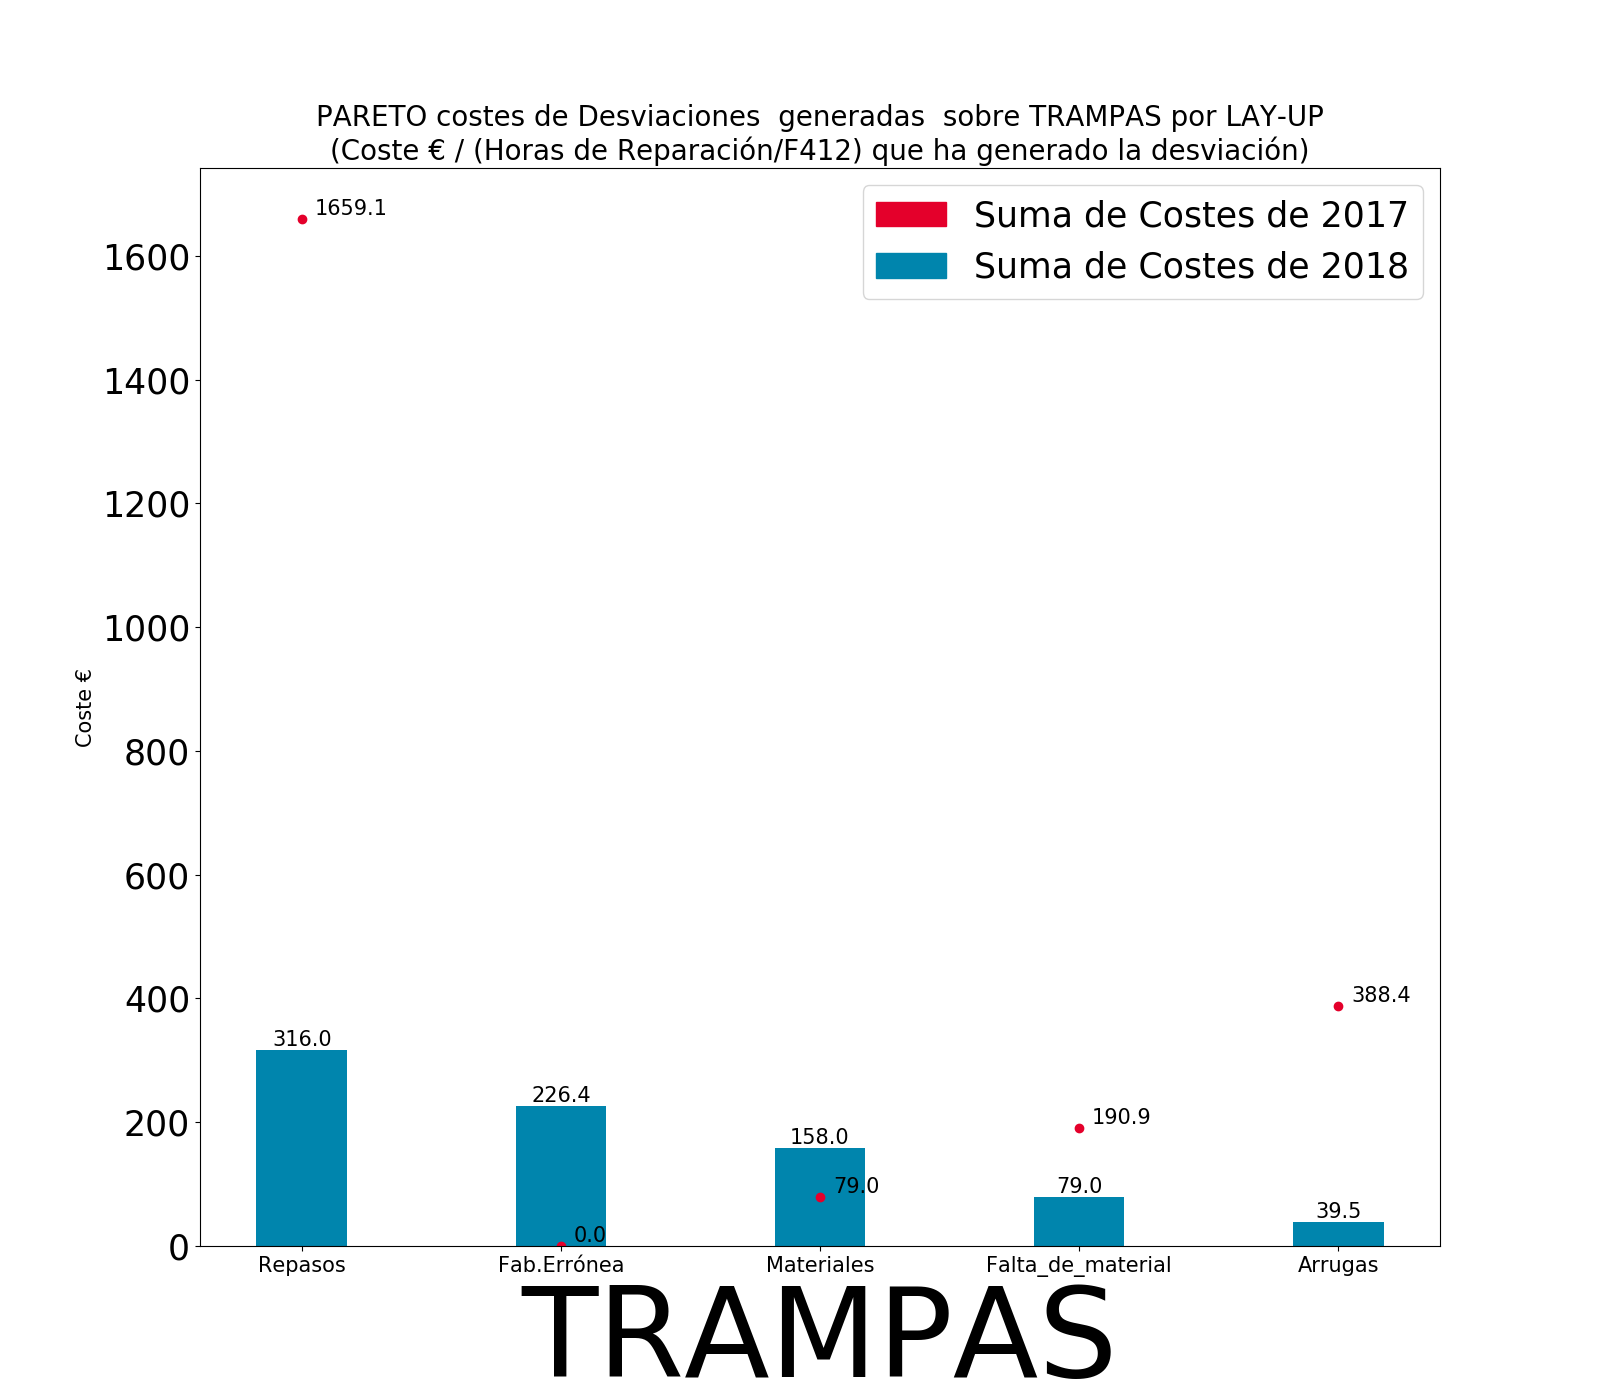 PARETO costes de Desviaciones  generadas  sobre TRAMPAS por LAY-UP
(Coste € / (Horas de Reparación/F412) que ha generado la desviación)
Suma de Costes de 2017
Suma de Costes de 2018
1659.1
1600
1400
1200
1000
800
600
400
200
0
Coste €
316.0
226.4
0.0
158.0
79.0
190.9
79.0
388.4
39.5
Repasos
Fab.Errónea
Materiales
Falta_de_material
Arrugas
TRAMPAS